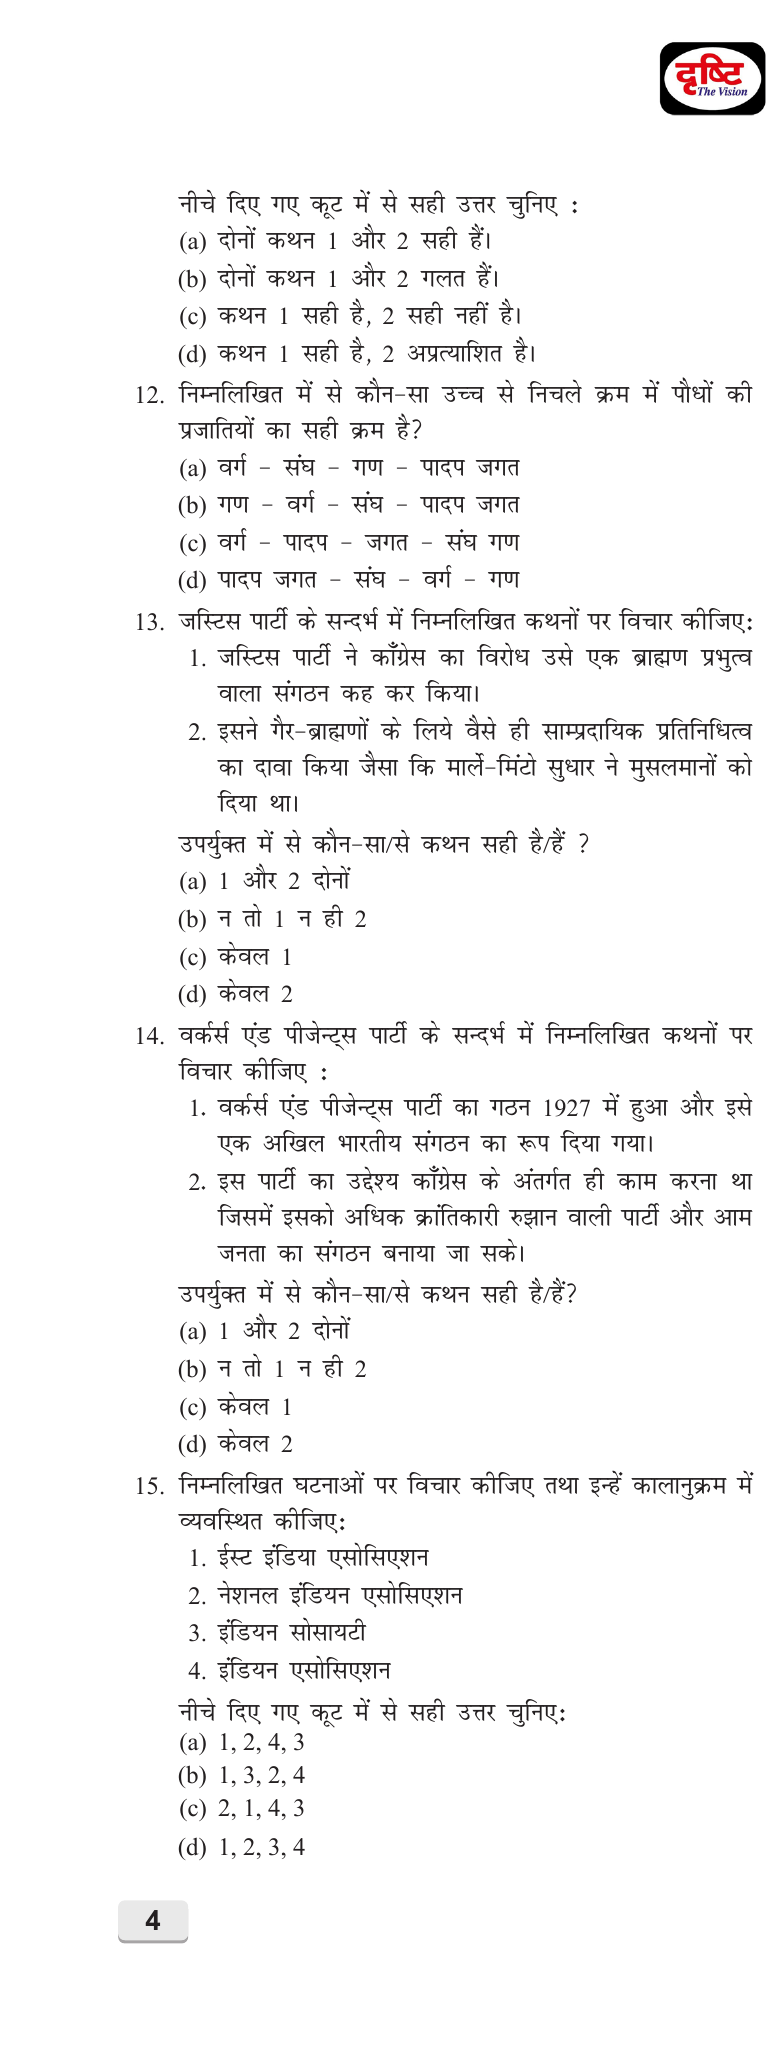 दृष्टि
The Vision
नीचे दिए गए कूट में से सही उत्तर चुनिए :
(a) दोनों कथन 1 और 2 सही हैं।
(b) दोनों कथन 1 और 2 गलत हैं।
(c) कथन 1 सही है, 2 सही नहीं है।
(d) कथन 1 सही है, 2 अप्रत्याशित है।
12. निम्नलिखित में से कौन-सा उच्च से निचले क्रम में पौधों की
प्रजातियों का सही क्रम है?
(a) वर्ग - संघ - गण - पादप जगत
(b) गण - वर्ग - संघ - पादप जगत
(c) वर्ग - पादप - जगत - संघ गण
(d) पादप जगत - संघ - वर्ग - गण
13. जस्टिस पार्टी के सन्दर्भ में निम्नलिखित कथनों पर विचार कीजिए:
1. जस्टिस पार्टी ने काँग्रेस का विरोध उसे एक ब्राह्मण प्रभुत्व
वाला संगठन कह कर किया।
2. इसने गैर-ब्राह्मणों के लिये वैसे ही साम्प्रदायिक प्रतिनिधित्व
का दावा किया जैसा कि मार्ले-मिंटो सुधार ने मुसलमानों को
दिया था।
उपर्युक्त में से कौन-सा/से कथन सही है/हैं ?
(a) 1 और 2 दोनों
(b) न तो 1 न ही 2
(c) केवल 1
(d) केवल 2
14. वर्कर्स एंड पीजेन्ट्स पार्टी के सन्दर्भ में निम्नलिखित कथनों पर
विचार कीजिए :
1. वर्कर्स एंड पीजेन्ट्स पार्टी का गठन 1927 में हुआ और इसे
एक अखिल भारतीय संगठन का रूप दिया गया।
2. इस पार्टी का उद्देश्य काँग्रेस के अंतर्गत ही काम करना था
जिसमें इसको अधिक क्रांतिकारी रुझान वाली पार्टी और आम
जनता का संगठन बनाया जा सके।
उपर्युक्त में से कौन-सा/से कथन सही है/हैं?
(a) 1 और 2 दोनों
(b) न तो 1 न ही 2
(c) केवल 1
(d) केवल 2
15. निम्नलिखित घटनाओं पर विचार कीजिए तथा इन्हें कालानुक्रम में
व्यवस्थित कीजिए:
1. ईस्ट इंडिया एसोसिएशन
2. नेशनल इंडियन एसोसिएशन
3. इंडियन सोसायटी
4. इंडियन एसोसिएशन
नीचे दिए गए कूट में से सही उत्तर चुनिए:
(a) 1, 2, 4, 3
(b) 1, 3, 2, 4
(c) 2, 1, 4, 3
(d) 1, 2, 3, 4
4